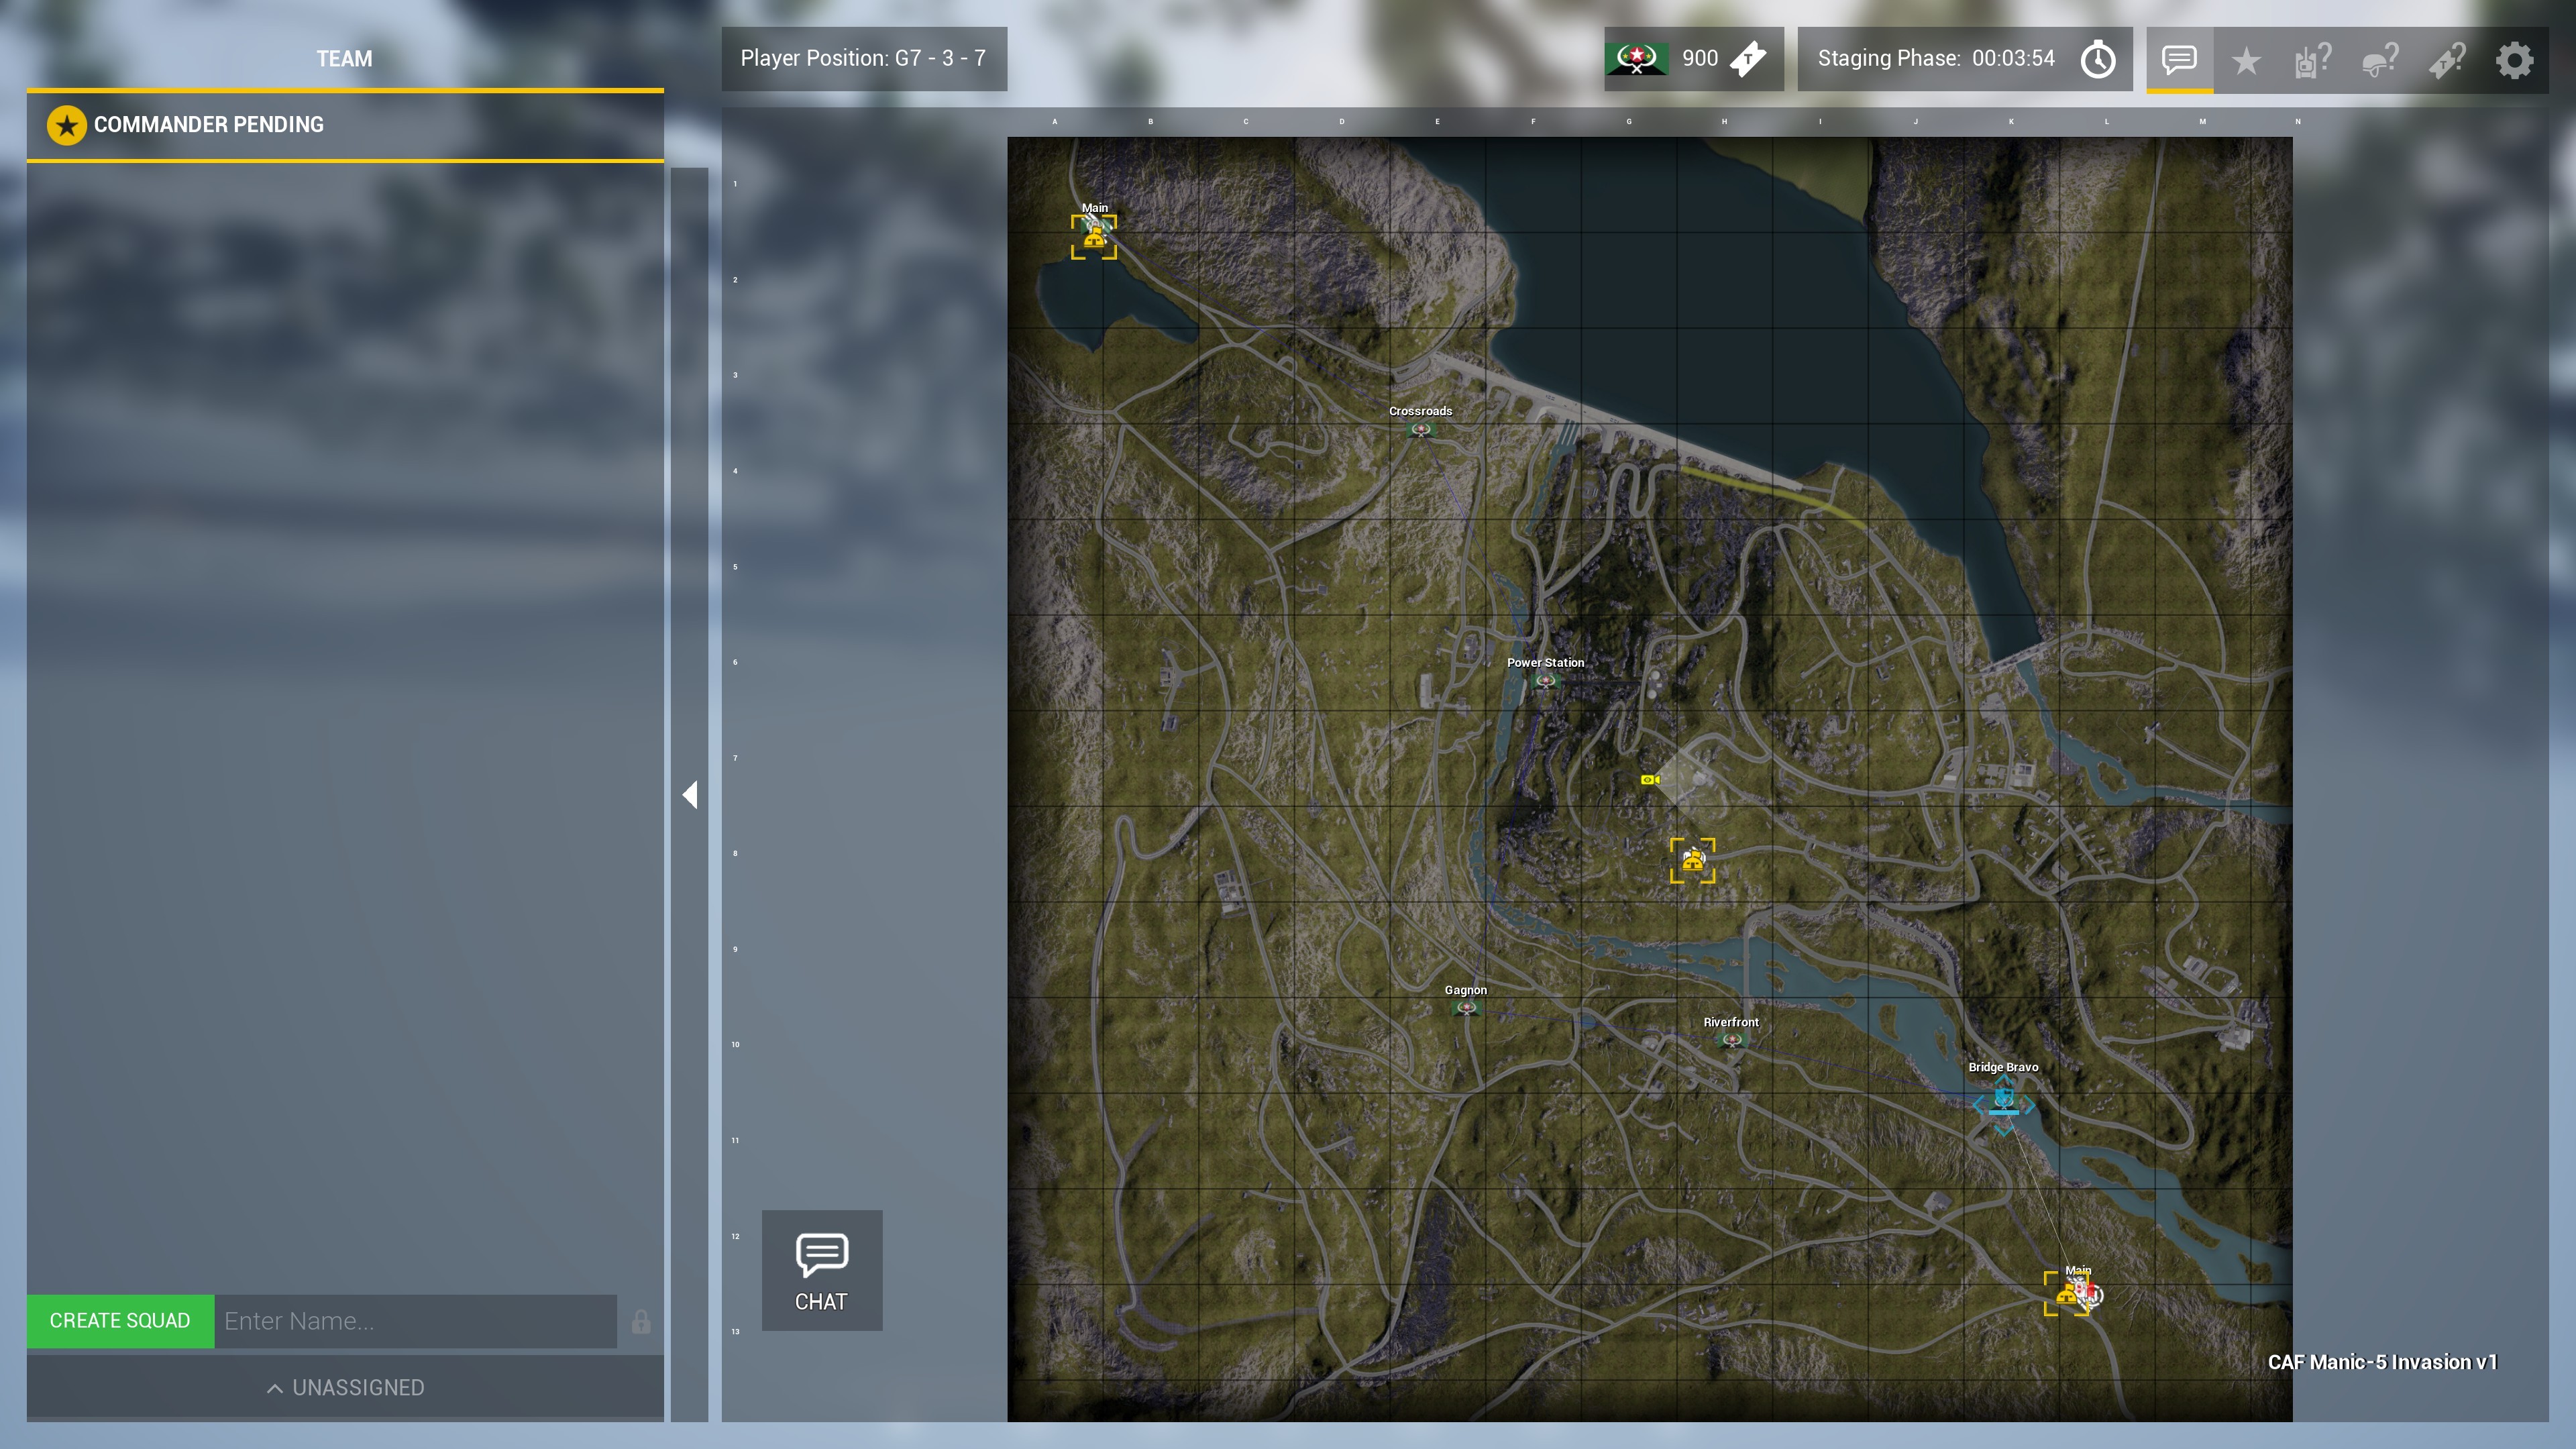 TEAM
Player Position: G7 - 3 - 7
900
T
Staging Phase: 00:03:54
COMMANDER PENDING
A B C D E F G H I J K L M N
1
2
3
4
5
6
7
8
9
10
11
12
13
Main
Crossroads
Power Station
Gagnon
Riverfront
Bridge Bravo
Main
CHAT
CREATE SQUAD Enter Name...
UNASSIGNED
CAF Manic-5 Invasion v1